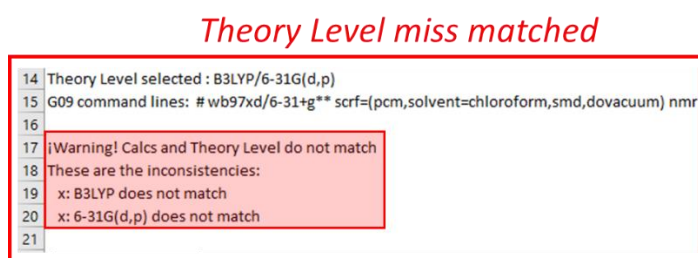 Theory Level miss matched
14 Theory Level selected : B3LYP/6-31G(d,p)
15 G09 command lines: # wb97xd/6-31+g** scrf=(pcm,solvent=chloroform,smd,dovacuum) nmr
16
17 ¡Warning! Calcs and Theory Level do not match
18 These are the inconsistencies:
19 x: B3LYP does not match
20 x: 6-31G(d,p) does not match
21